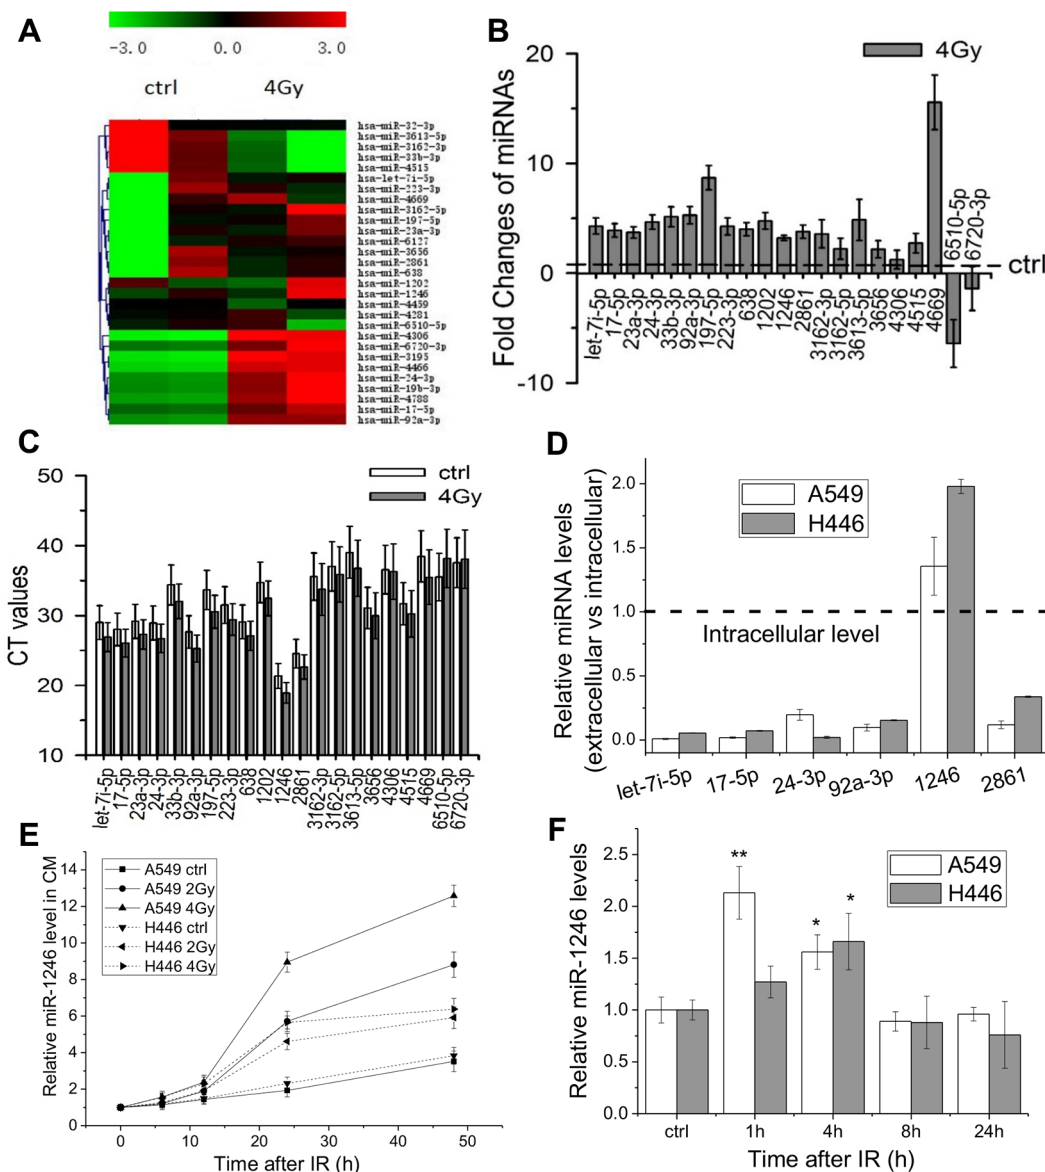 A
-3.0 0.0 3.0
ctrl 4Gy
hsa-miR-32-3p
hsa-miR-3613-5p
hsa-miR-3162-3p
hsa-miR-33b-3p
hsa-miR-4515
hsa-let-7i-5p
hsa-miR-223-3p
hsa-miR-4669
hsa-miR-3162-5p
hsa-miR-197-5p
hsa-miR-23a-3p
hsa-miR-6127
hsa-miR-3656
hsa-miR-2861
hsa-miR-638
hsa-miR-1202
hsa-miR-1246
hsa-miR-4459
hsa-miR-4281
hsa-miR-6510-5p
hsa-miR-4306
hsa-miR-6720-3p
hsa-miR-3195
hsa-miR-4466
hsa-miR-24-3p
hsa-miR-19b-3p
hsa-miR-4788
hsa-miR-17-5p
hsa-miR-92a-3p
B
Fold Changes of miRNAs
20
10
0
-10
4Gy
ctrl
let-7i-5p
17-5p
23a-3p
24-3p
33b-3p
92a-3p
197-5p
223-3p
638
1202
1246
2861
3162-3p
3162-5p
3613-5p
3656
4306
4515
4669
6510-5p
6720-3p
C
CT values
50
40
30
20
10
ctrl
4Gy
let-7i-5p
17-5p
23a-3p
24-3p
33b-3p
92a-3p
197-5p
223-3p
638
1202
1246
2861
3162-3p
3162-5p
3613-5p
3656
4306
4515
4669
6510-5p
6720-3p
D
Relative miRNA levels
(extracellular vs intracellular)
2.0
1.5
1.0
0.5
0.0
A549
H446
Intracellular level
let-7i-5p
17-5p
24-3p
92a-3p
1246
2861
E
Relative miR-1246 level in CM
14
12
10
8
6
4
2
0
A549 ctrl
A549 2Gy
A549 4Gy
H446 ctrl
H446 2Gy
H446 4Gy
0 10 20 30 40 50
Time after IR (h)
F
Relative miR-1246 levels
2.5
2.0
1.5
1.0
0.5
0.0
A549
H446
**
* *
ctrl 1h 4h 8h 24h
Time after IR (h)